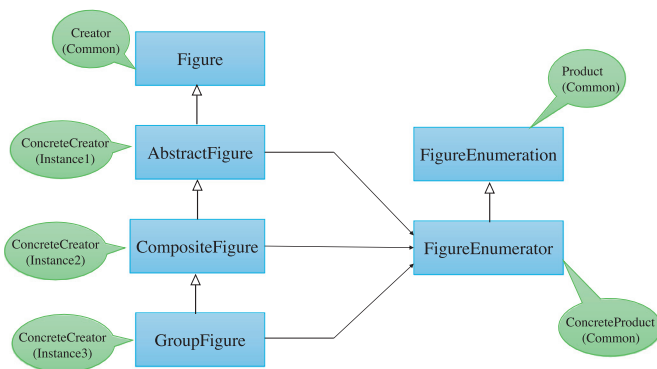 Creator
(Common)
Figure
Product
(Common)
ConcreteCreator
(Instance1)
AbstractFigure
FigureEnumeration
ConcreteCreator
(Instance2)
CompositeFigure
FigureEnumerator
ConcreteProduct
(Common)
ConcreteCreator
(Instance3)
GroupFigure